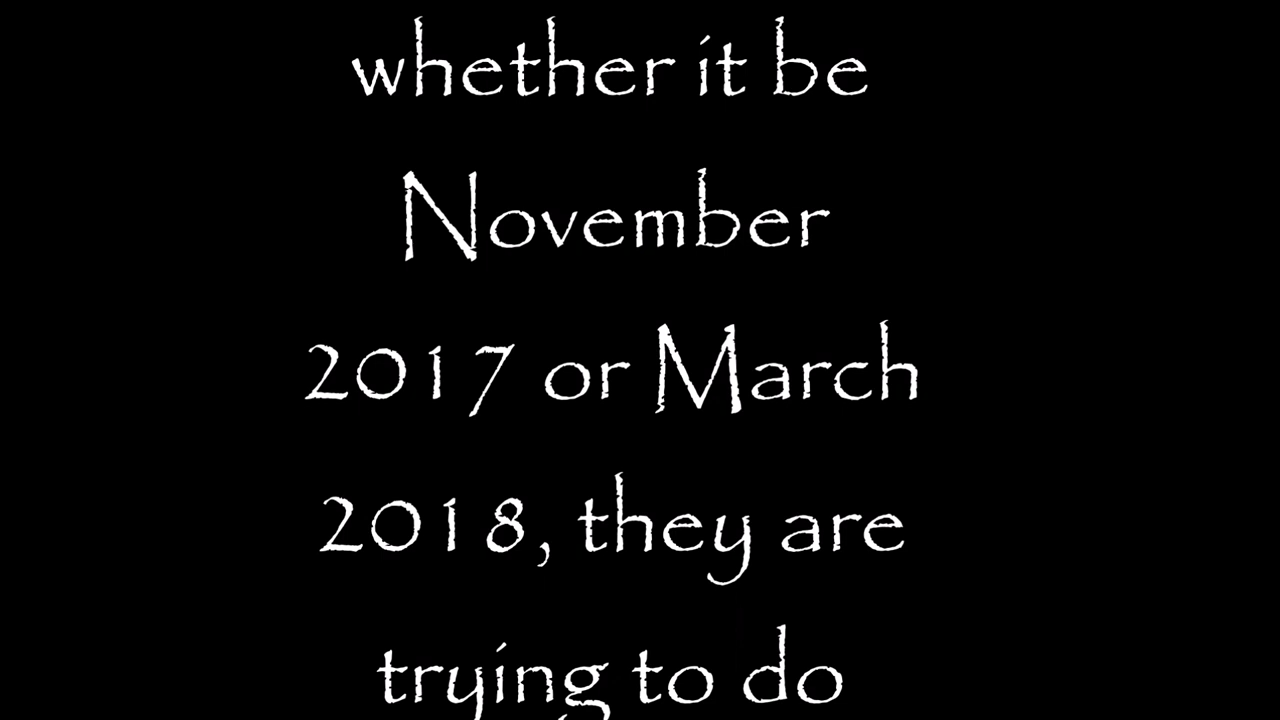 whether it be
November
2017 or March
2018, they are
trying to do